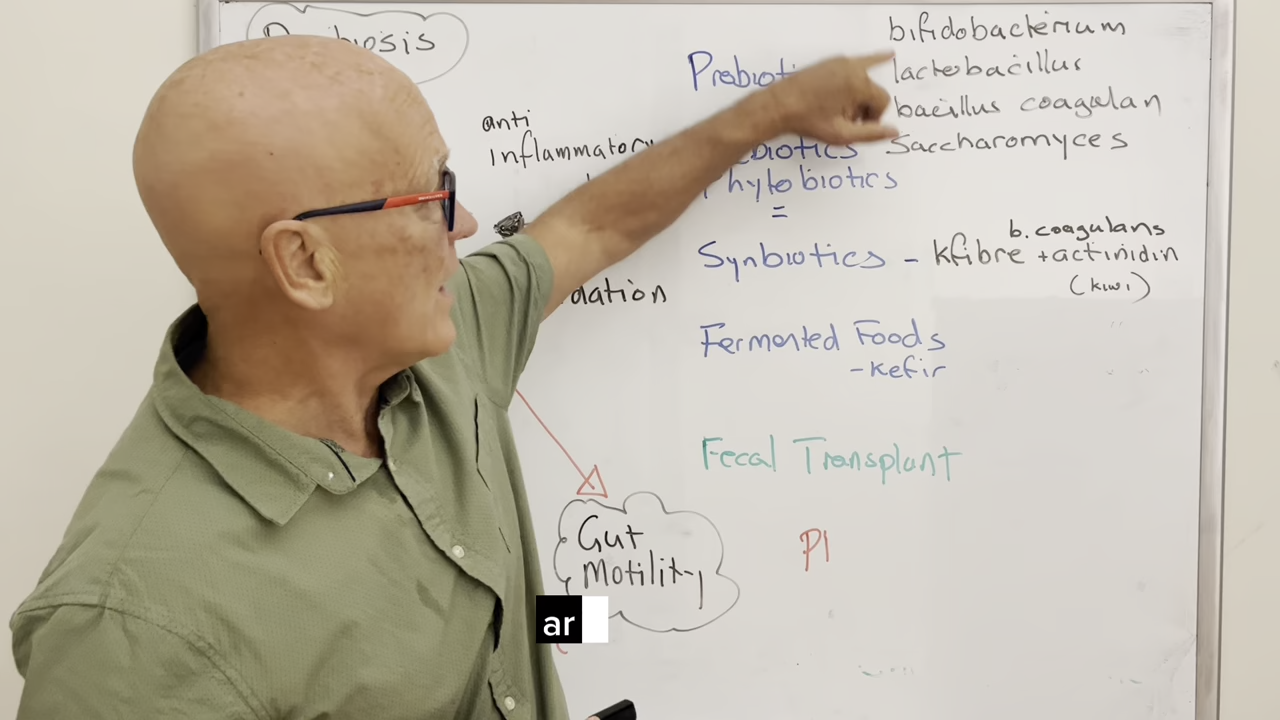 bifidobacterium
lactobacillus
bacillus coagulan
Saccharomyces
anti
Inflammatory
Phytobiotics
=
Synbiotics - kfibre + actinidin
b. coagulans
(kiwi)
Fermented Foods
- kefir
Fecal Transplant
Gut
Motility
PI
ar